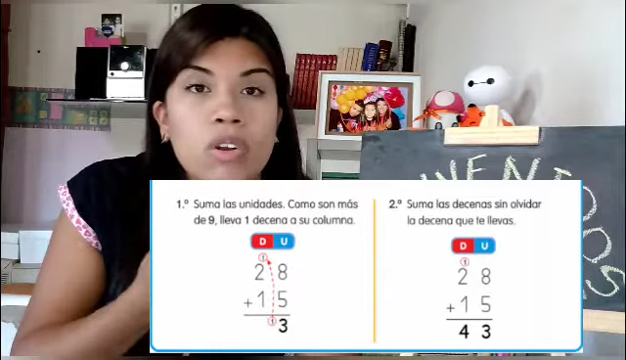 1.º Suma las unidades. Como son más
de 9, lleva 1 decena a su columna.
D U
1
2 8
+ 1 5
1 3
2.º Suma las decenas sin olvidar
la decena que te llevas.
D U
1
2 8
+ 1 5
4 3